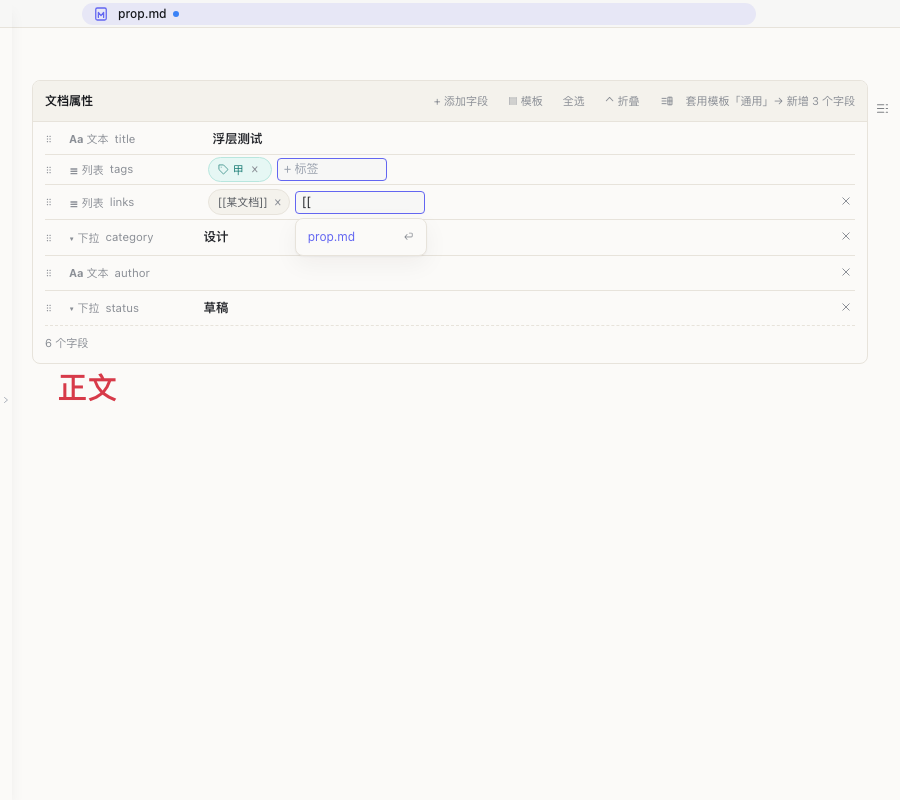 prop.md
文档属性 + 添加字段 模板 全选 折叠 套用模板「通用」→ 新增 3 个字段
Aa 文本 title 浮层测试
列表 tags 甲 × + 标签
列表 links [[某文档]] × [[ ×
prop.md
下拉 category 设计 ×
Aa 文本 author ×
下拉 status 草稿 ×
6 个字段
正文